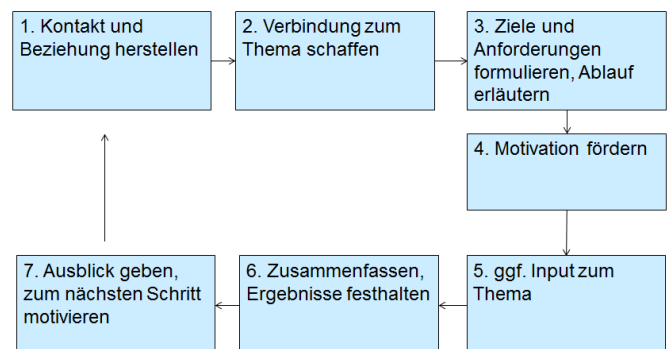 1. Kontakt und
Beziehung herstellen
2. Verbindung zum
Thema schaffen
3. Ziele und
Anforderungen
formulieren, Ablauf
erläutern
4. Motivation fördern
5. ggf. Input zum
Thema
6. Zusammenfassen,
Ergebnisse festhalten
7. Ausblick geben,
zum nächsten Schritt
motivieren